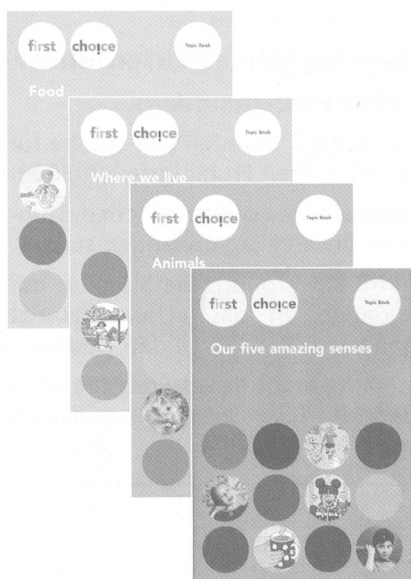 first choice Topic Book
Food
first choice Topic Book
Where we live
first choice Topic Book
Animals
first choice Topic Book
Our five amazing senses